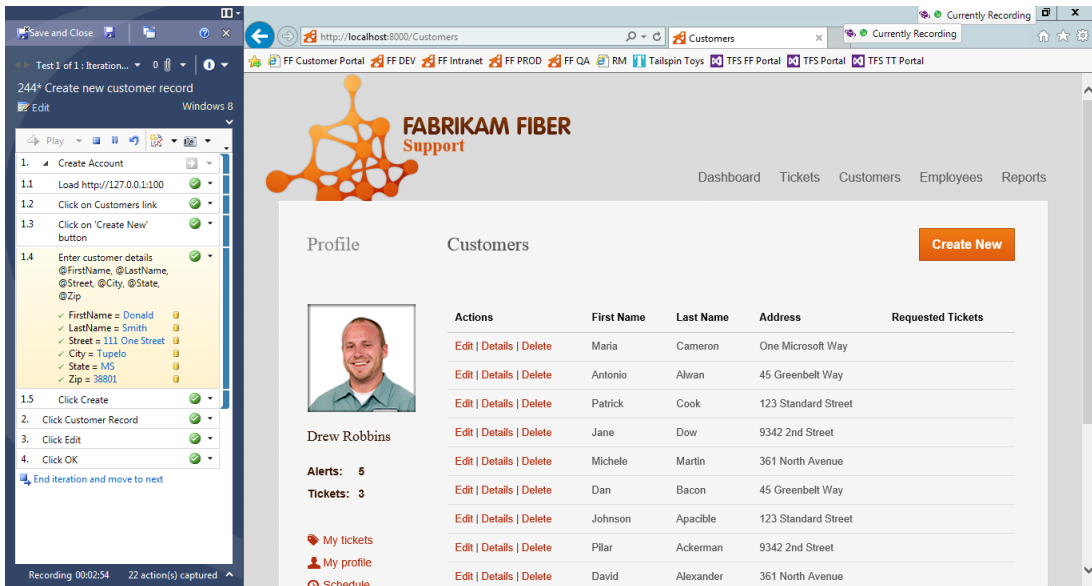 Save and Close
Test 1 of 1 : Iteration... 0
244* Create new customer record
Edit Windows 8
Play
1. Create Account
1.1 Load http://127.0.0.1:100
1.2 Click on Customers link
1.3 Click on 'Create New'
button
1.4 Enter customer details
@FirstName, @LastName,
@Street, @City, @State,
@Zip
FirstName = Donald
LastName = Smith
Street = 111 One Street
City = Tupelo
State = MS
Zip = 38801
1.5 Click Create
2. Click Customer Record
3. Click Edit
4. Click OK
End iteration and move to next
Recording 00:02:54 22 action(s) captured
Currently Recording
http://localhost:8000/Customers
Customers
Currently Recording
FF Customer Portal FF DEV FF Intranet FF PROD FF QA RM Tailspin Toys TFS FF Portal TFS Portal TFS TT Portal
FABRIKAM FIBER
Support
Dashboard Tickets Customers Employees Reports
Profile
Customers
Create New
Drew Robbins
Alerts: 5
Tickets: 3
My tickets
My profile
Schedule
Actions First Name Last Name Address Requested Tickets
Edit | Details | Delete Maria Cameron One Microsoft Way
Edit | Details | Delete Antonio Alwan 45 Greenbelt Way
Edit | Details | Delete Patrick Cook 123 Standard Street
Edit | Details | Delete Jane Dow 9342 2nd Street
Edit | Details | Delete Michele Martin 361 North Avenue
Edit | Details | Delete Dan Bacon 45 Greenbelt Way
Edit | Details | Delete Johnson Apacible 123 Standard Street
Edit | Details | Delete Pilar Ackerman 9342 2nd Street
Edit | Details | Delete David Alexander 361 North Avenue